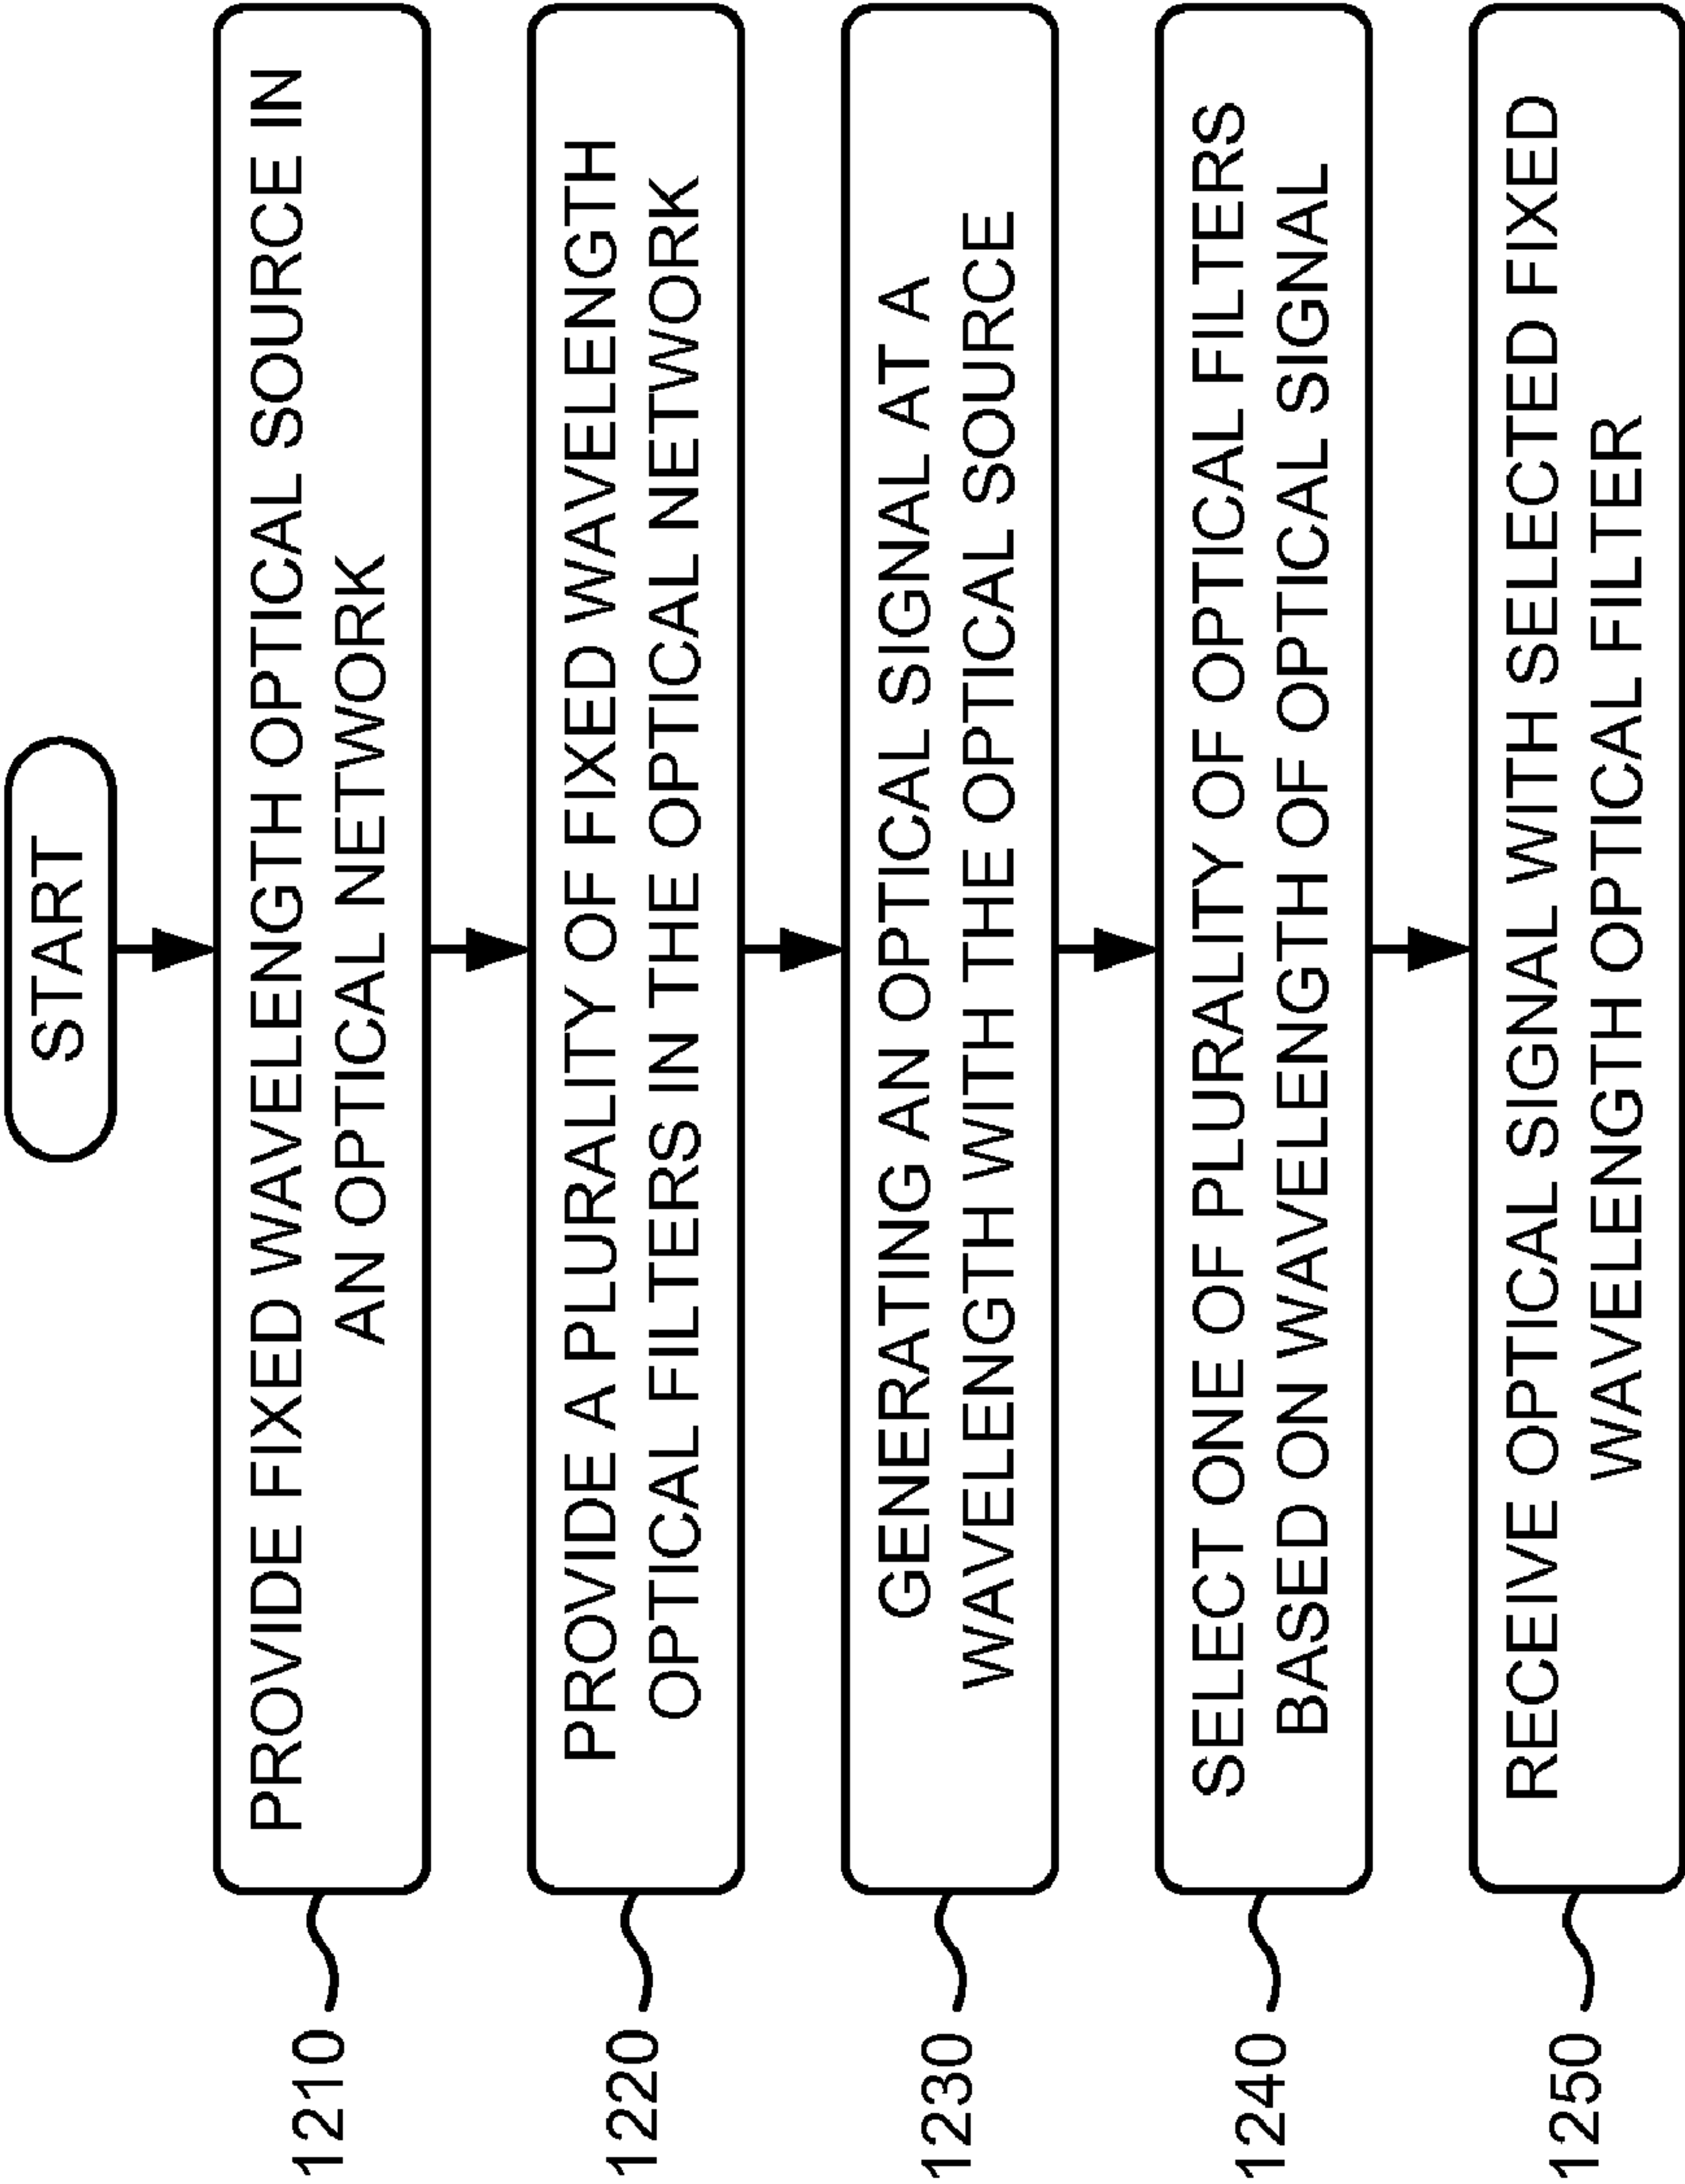 START
PROVIDE FIXED WAVELENGTH OPTICAL SOURCE IN
AN OPTICAL NETWORK
1210
PROVIDE A PLURALITY OF FIXED WAVELENGTH
OPTICAL FILTERS IN THE OPTICAL NETWORK
1220
GENERATING AN OPTICAL SIGNAL AT A
WAVELENGTH WITH THE OPTICAL SOURCE
1230
SELECT ONE OF PLURALITY OF OPTICAL FILTERS
BASED ON WAVELENGTH OF OPTICAL SIGNAL
1240
RECEIVE OPTICAL SIGNAL WITH SELECTED FIXED
WAVELENGTH OPTICAL FILTER
1250